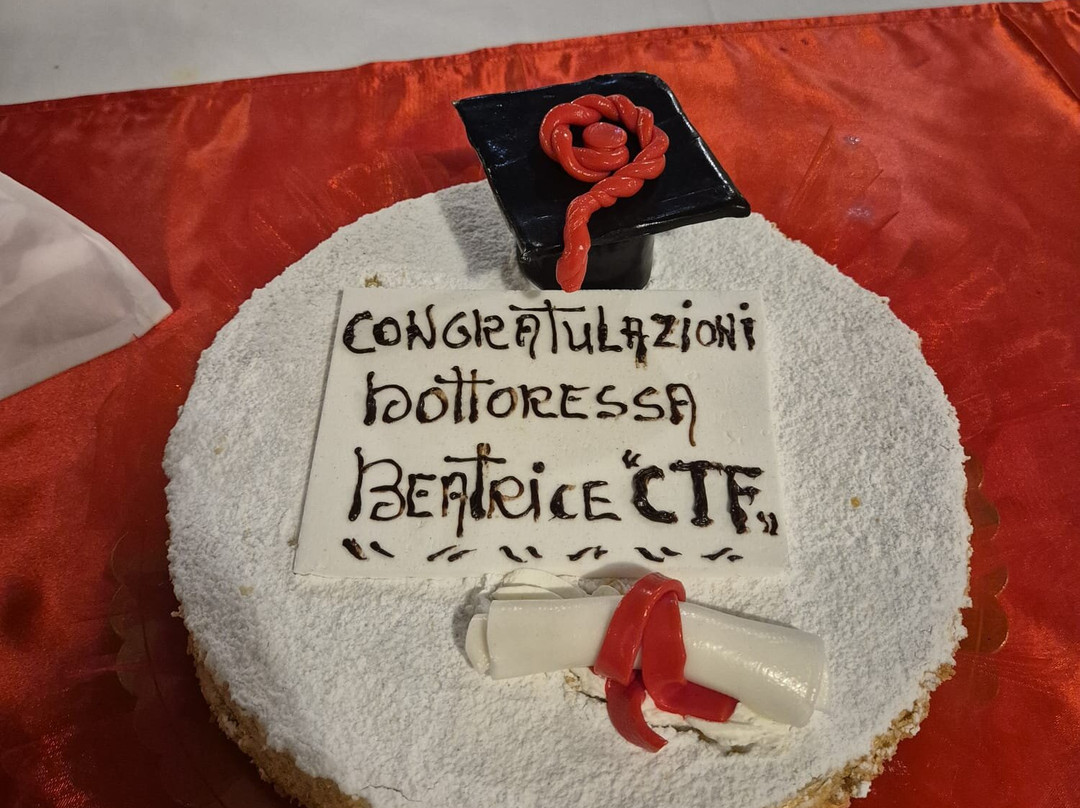 CONGRATULAZIONI
DOTTORESSA
BEATRICE "CTF"